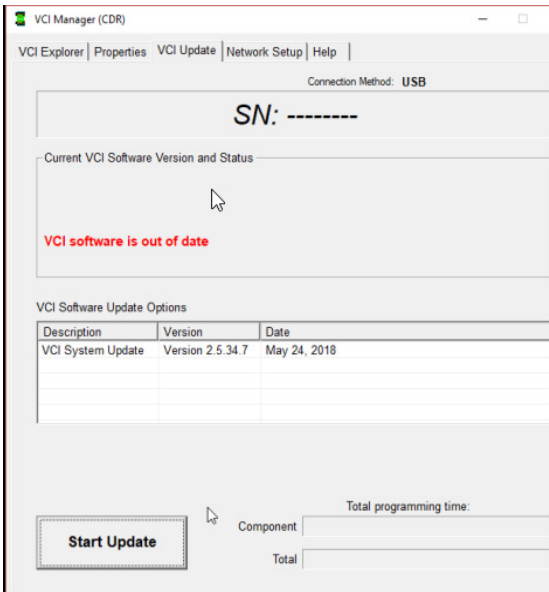 VCI Manager (CDR)
VCI Explorer Properties VCI Update Network Setup Help
Connection Method: USB
SN: --------
Current VCI Software Version and Status
VCI software is out of date
VCI Software Update Options
Description Version Date
VCI System Update Version 2.5.34.7 May 24, 2018
Total programming time:
Component
Start Update
Total